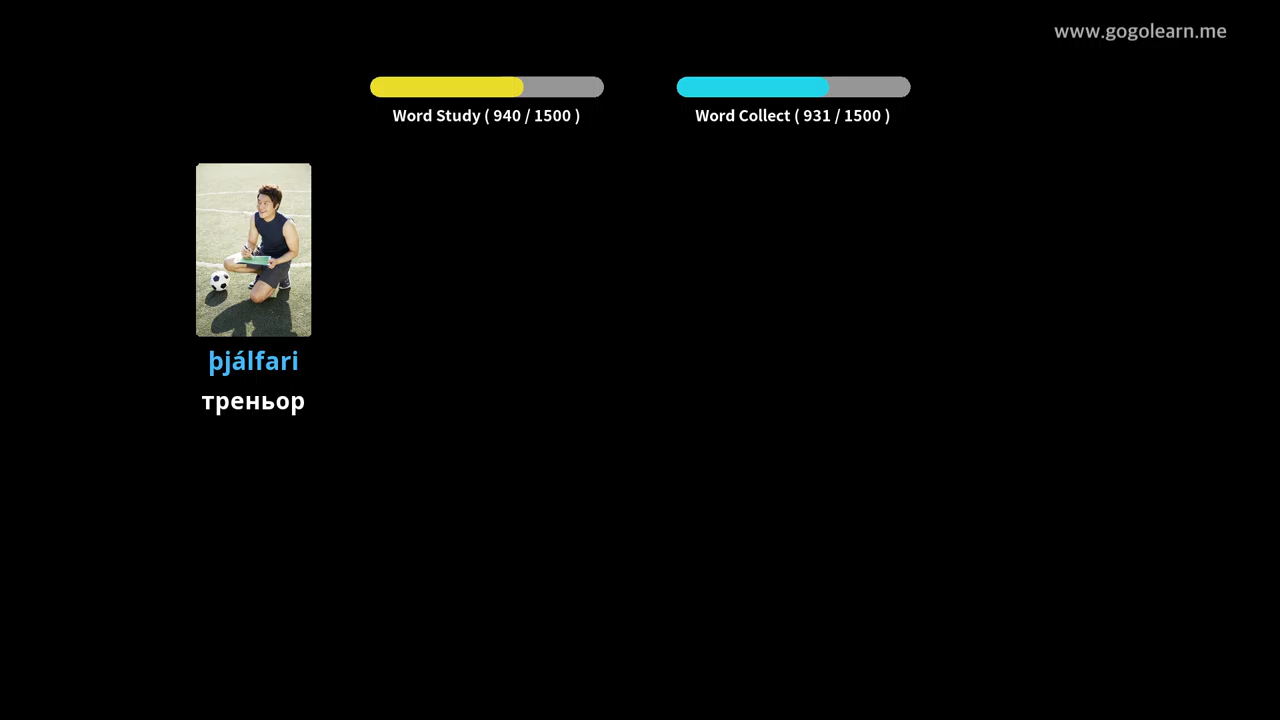 www.gogolearn.me
Word Study ( 940 / 1500 )
Word Collect ( 931 / 1500 )
þjálfari
треньор